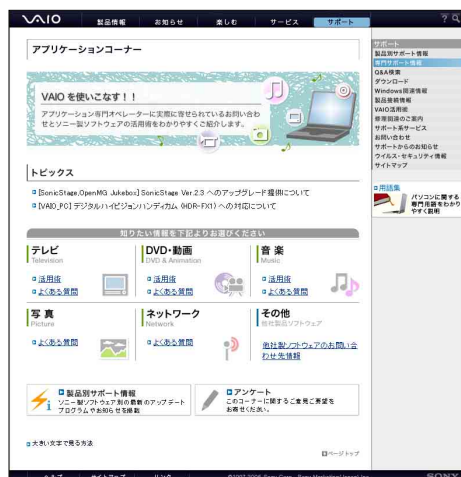 VAIO
製品情報 お知らせ 楽しむ サービス サポート
アプリケーションコーナー
VAIO を使いこなす！！
アプリケーション専門オペレーターに実際に寄せられているお問い合わ
せとソニー製ソフトウェアの活用術をわかりやすくご紹介します。
トピックス
[SonicStage,OpenMG Jukebox] SonicStage Ver.2.3 へのアップグレード提供について
[VAIO_PC] デジタルハイビジョンハンディカム (HDR-FX1) への対応について
知りたい情報を下記よりお選びください
テレビ
Television
活用術
よくある質問
DVD・動画
DVD & Animation
活用術
よくある質問
音 楽
Music
活用術
よくある質問
写 真
Picture
よくある質問
ネットワーク
Network
よくある質問
その他
他社製品ソフトウェア
他社製ソフトウェアのお問い合
わせ先情報
製品別サポート情報
ソニー製ソフトウェア別の最新のアップデート
プログラムやお知らせを掲載
アンケート
このコーナーに関するご意見ご要望を
お寄せください。
大きい文字で見る方法
ページトップ
サポート
製品別サポート情報
専門サポート情報
Q&A検索
ダウンロード
Windows関連情報
製品接続情報
VAIO活用術
修理関連のご案内
サポート系サービス
お問い合わせ
サポートからのお知らせ
ウイルス・セキュリティ情報
サイトマップ
用語集
パソコンに関する
専門用語をわかり
やすく説明
ヘルプ サイトマップ リンク
SONY